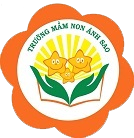 TRƯỜNG MẦM NON ÁNH SAO